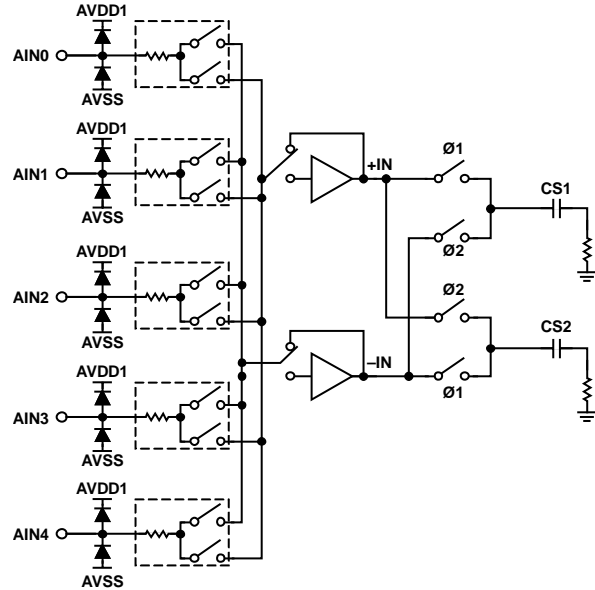 AVDD1
AIN0
AVSS
AVDD1
AIN1
AVSS
AVDD1
AIN2
AVSS
AVDD1
AIN3
AVSS
AVDD1
AIN4
AVSS
+IN
–IN
Ø1
Ø2
Ø2
Ø1
CS1
CS2